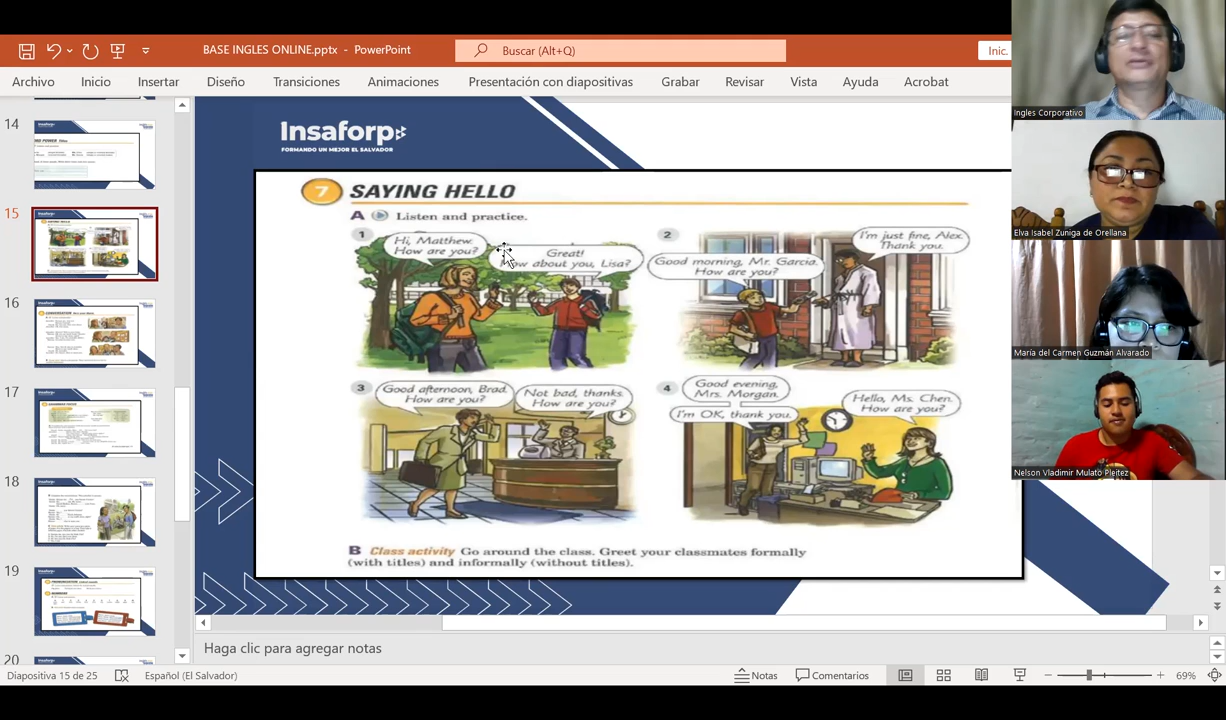 BASE INGLES ONLINE.pptx - PowerPoint
Buscar (Alt+Q)
Inic.
Archivo Inicio Insertar Diseño Transiciones Animaciones Presentación con diapositivas Grabar Revisar Vista Ayuda Acrobat
Ingles Corporativo
Elva Isabel Zuniga de Orellana
María del Carmen Guzmán Alvarado
Nelson Vladimir Mulato Pleitez
14
15
16
17
18
19
20
Insaforp
FORMANDO UN MEJOR EL SALVADOR
7 SAYING HELLO
A Listen and practice.
1
Hi, Matthew.
How are you?
Great!
How about you, Lisa?
2
Good morning, Mr. Garcia.
How are you?
I'm just fine, Alex.
Thank you.
3
Good afternoon, Brad.
How are you?
Not bad, thanks.
How are you?
4
Good evening,
Mrs. Morgan.
Hello, Ms. Chen.
How are you?
I'm OK, thank you.
B Class activity Go around the class. Greet your classmates formally
(with titles) and informally (without titles).
Haga clic para agregar notas
Diapositiva 15 de 25 Español (El Salvador) Notas Comentarios 69%